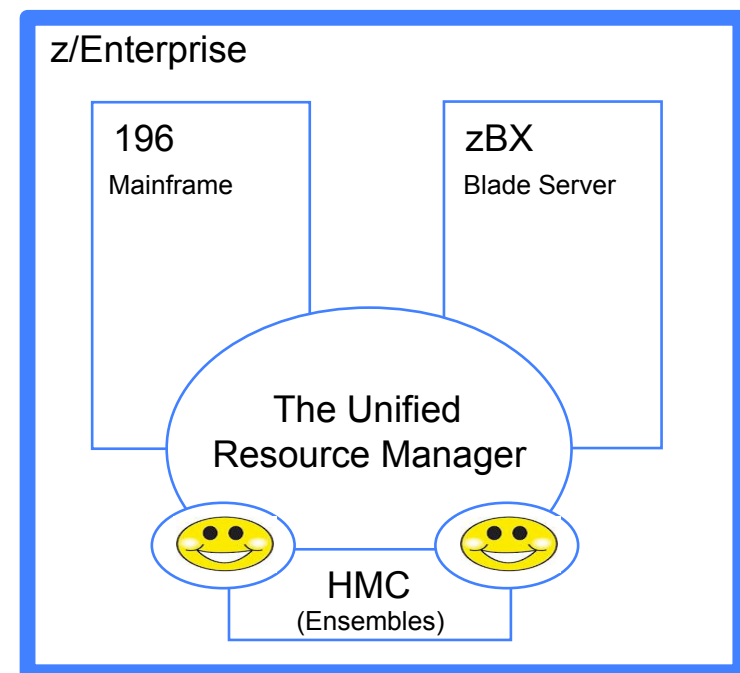 z/Enterprise
196
Mainframe
zBX
Blade Server
The Unified
Resource Manager
HMC
(Ensembles)